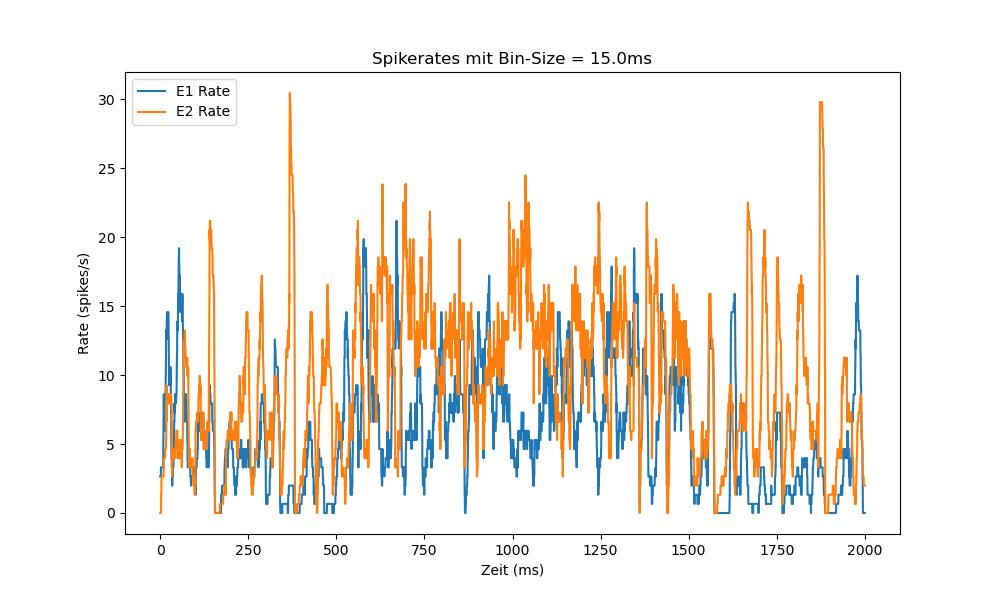 Spikerates mit Bin-Size = 15.0ms
E1 Rate
E2 Rate
Rate (spikes/s)
30
25
20
15
10
5
0
0 250 500 750 1000 1250 1500 1750 2000
Zeit (ms)